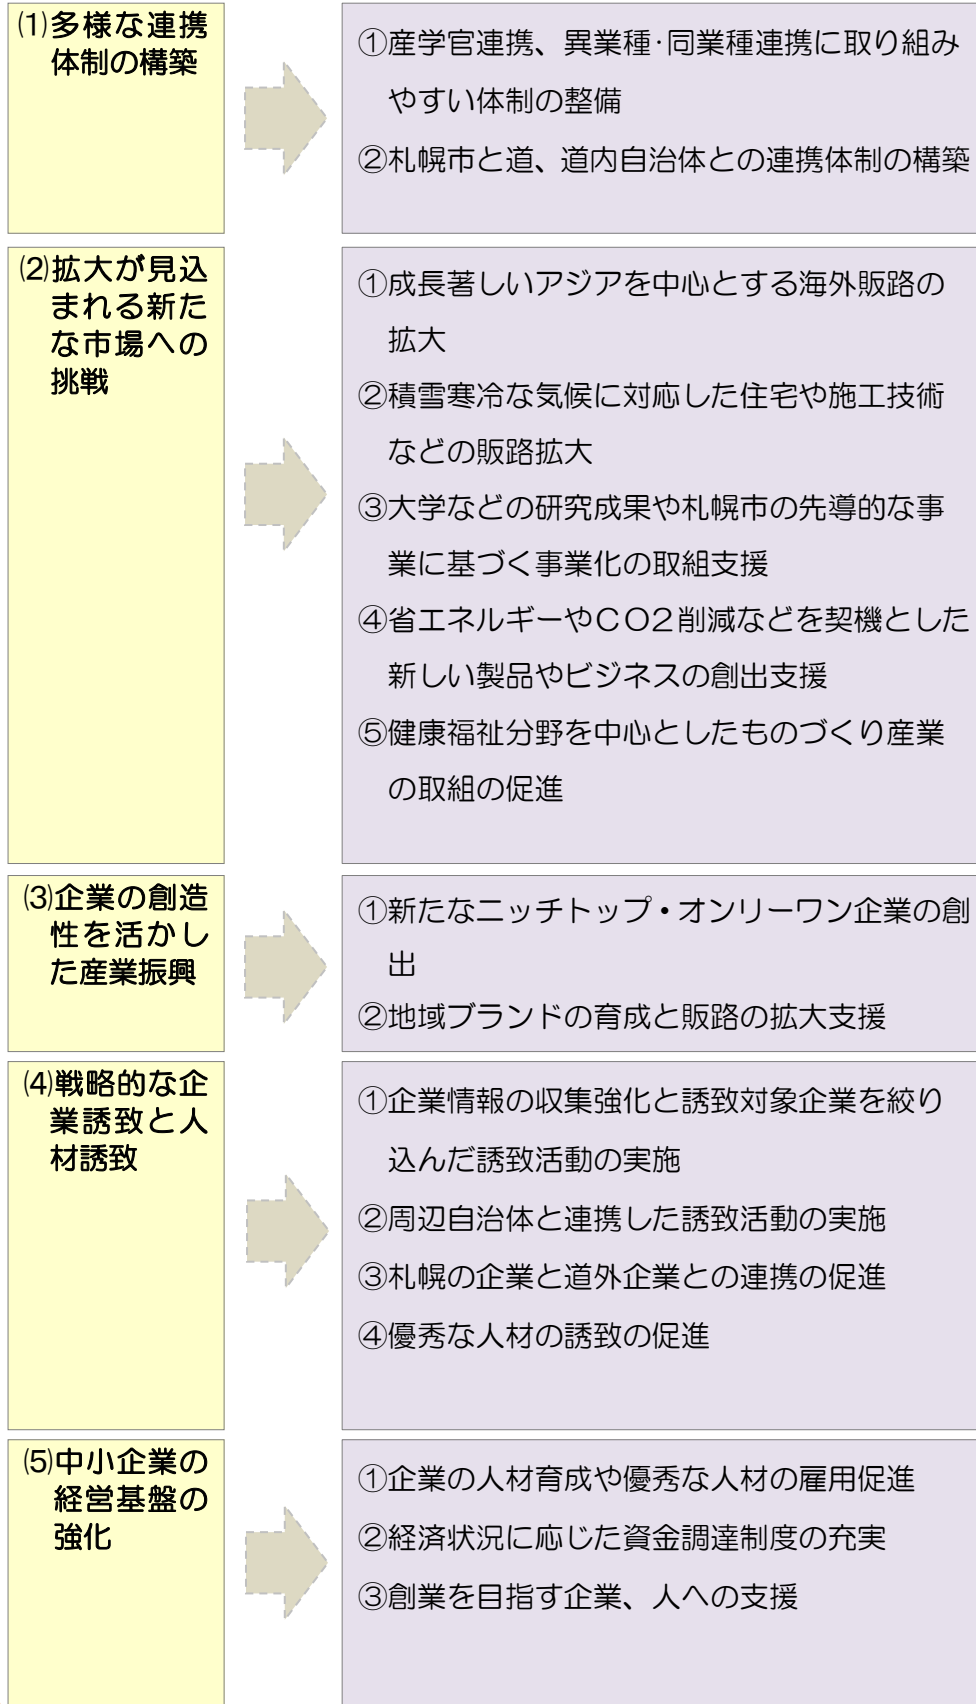 ⑴多様な連携
体制の構築
①産学官連携、異業種・同業種連携に取り組み
やすい体制の整備
②札幌市と道、道内自治体との連携体制の構築
⑵拡大が見込
まれる新た
な市場への
挑戦
①成長著しいアジアを中心とする海外販路の
拡大
②積雪寒冷な気候に対応した住宅や施工技術
などの販路拡大
③大学などの研究成果や札幌市の先導的な事
業に基づく事業化の取組支援
④省エネルギーやＣＯ２削減などを契機とした
新しい製品やビジネスの創出支援
⑤健康福祉分野を中心としたものづくり産業
の取組の促進
⑶企業の創造
性を活かし
た産業振興
①新たなニッチトップ・オンリーワン企業の創
出
②地域ブランドの育成と販路の拡大支援
⑷戦略的な企
業誘致と人
材誘致
①企業情報の収集強化と誘致対象企業を絞り
込んだ誘致活動の実施
②周辺自治体と連携した誘致活動の実施
③札幌の企業と道外企業との連携の促進
④優秀な人材の誘致の促進
⑸中小企業の
経営基盤の
強化
①企業の人材育成や優秀な人材の雇用促進
②経済状況に応じた資金調達制度の充実
③創業を目指す企業、人への支援